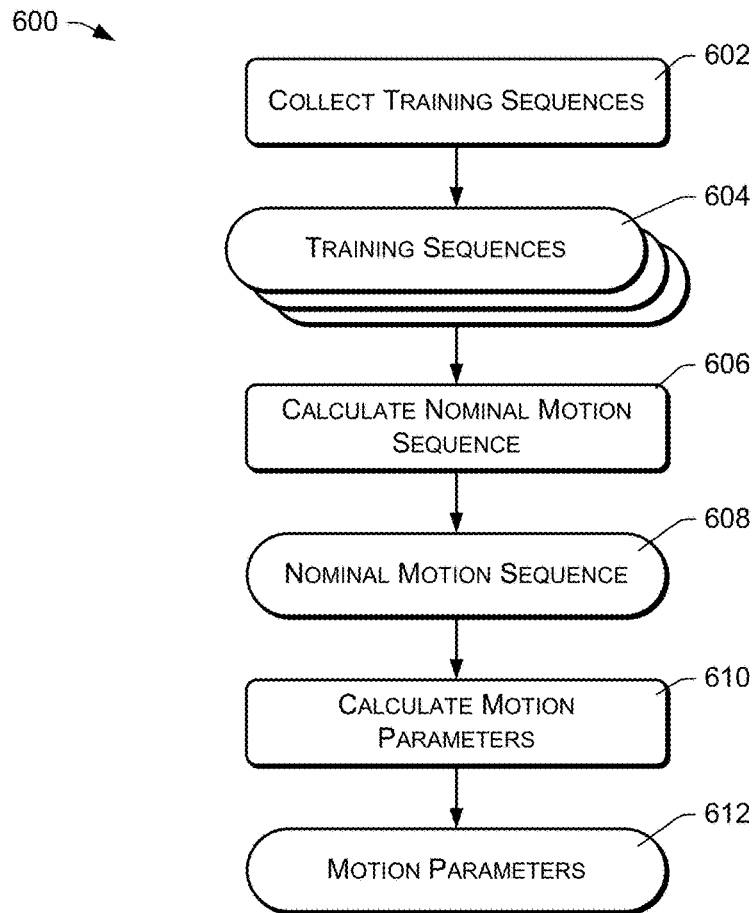 600
602
COLLECT TRAINING SEQUENCES
604
TRAINING SEQUENCES
606
CALCULATE NOMINAL MOTION
SEQUENCE
608
NOMINAL MOTION SEQUENCE
610
CALCULATE MOTION
PARAMETERS
612
MOTION PARAMETERS